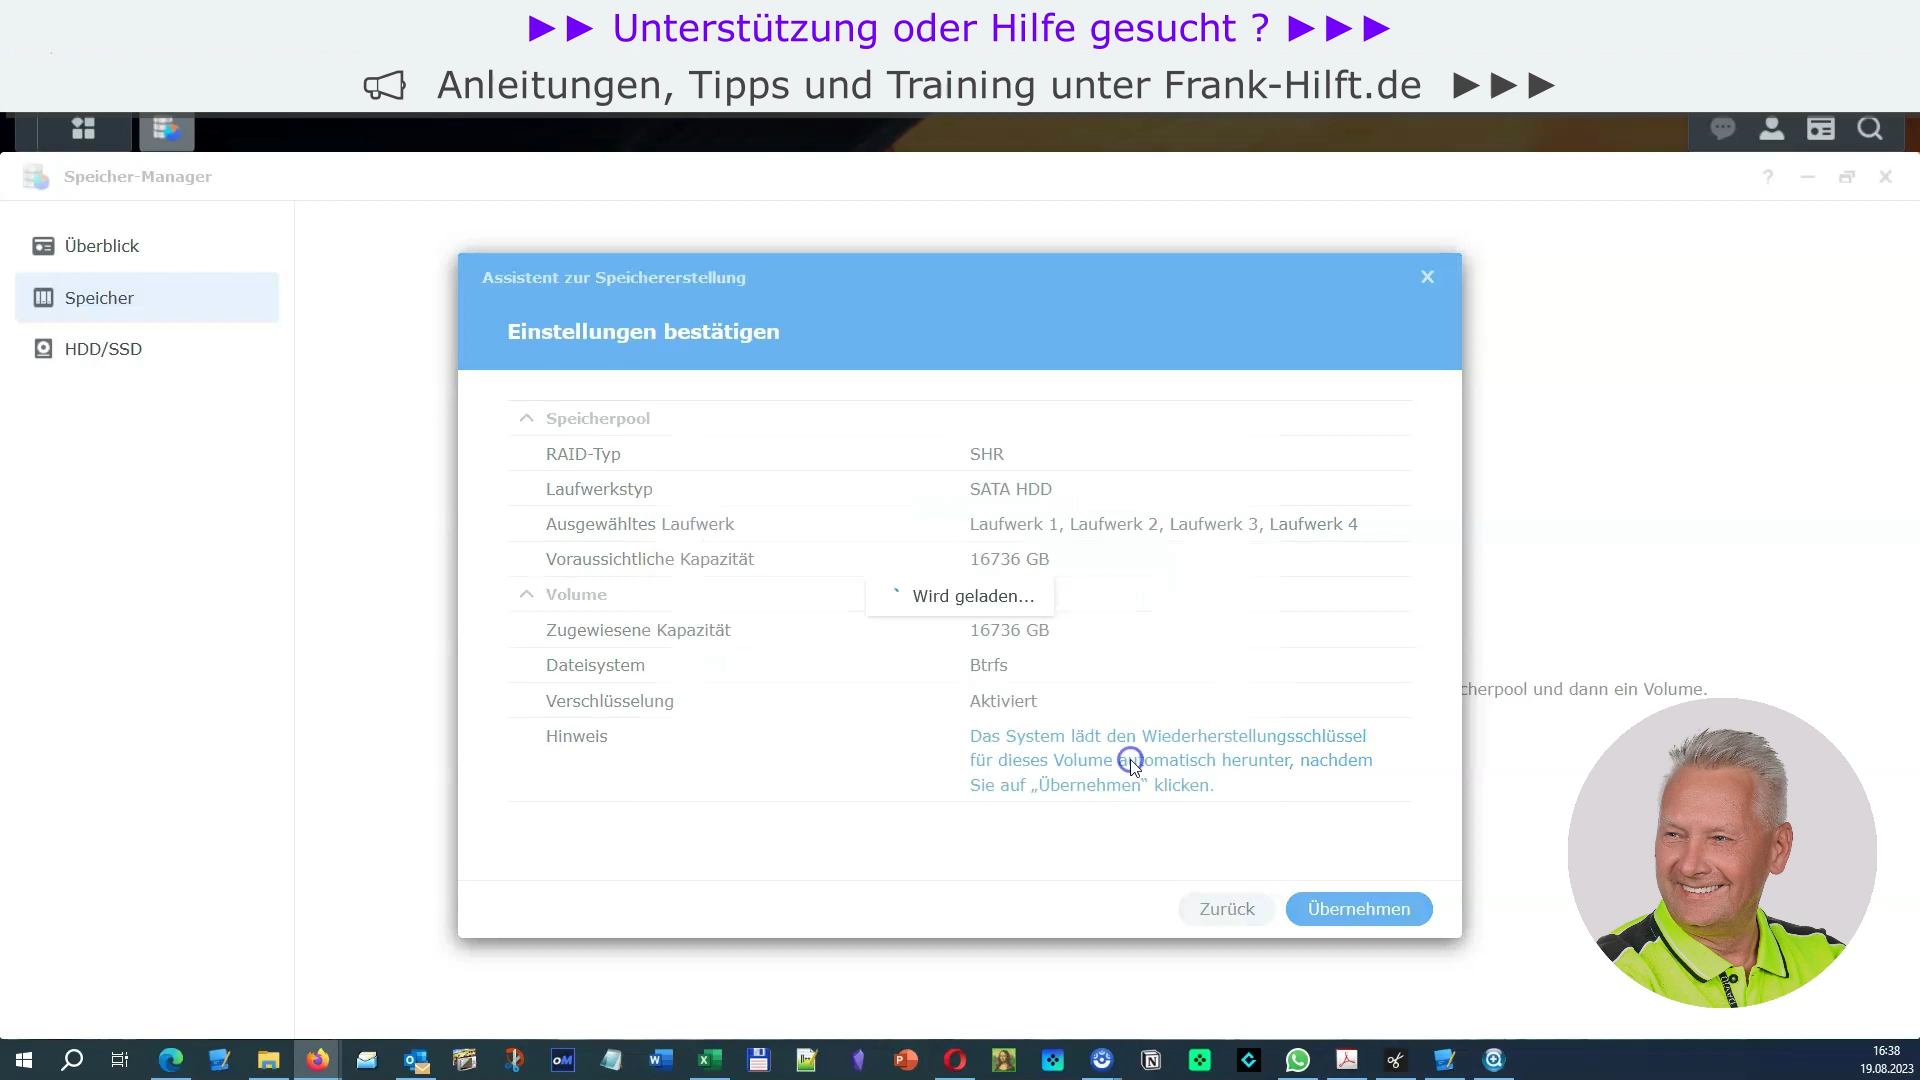 ►► Unterstützung oder Hilfe gesucht ? ►►►
Anleitungen, Tipps und Training unter Frank-Hilft.de ►►►
Speicher-Manager
?
Überblick
Speicher
HDD/SSD
Assistent zur Speichererstellung
Einstellungen bestätigen
Speicherpool
RAID-Typ SHR
Laufwerkstyp SATA HDD
Ausgewähltes Laufwerk Laufwerk 1, Laufwerk 2, Laufwerk 3, Laufwerk 4
Voraussichtliche Kapazität 16736 GB
Volume
Wird geladen...
Zugewiesene Kapazität 16736 GB
Dateisystem Btrfs
Verschlüsselung Aktiviert
Hinweis Das System lädt den Wiederherstellungsschlüssel
für dieses Volume automatisch herunter, nachdem
Sie auf „Übernehmen“ klicken.
cherpool und dann ein Volume.
Zurück Übernehmen
16:38
19.08.2023